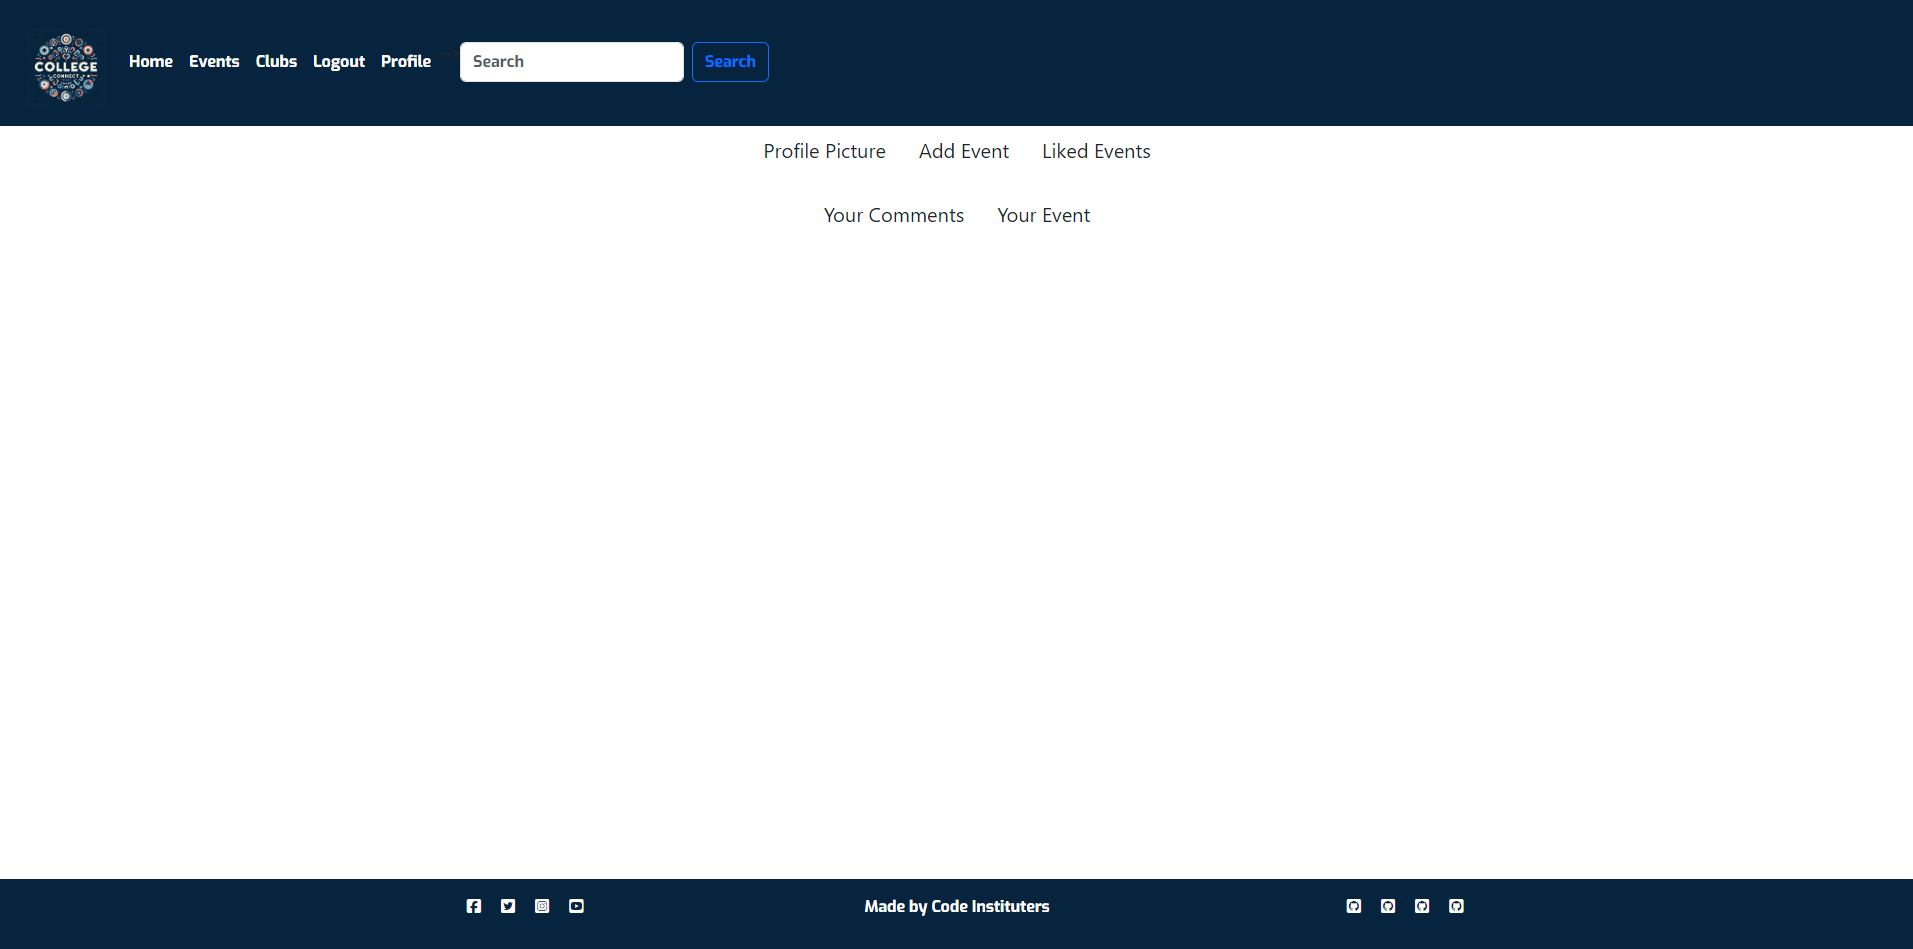 COLLEGE
CONNECT
Home Events Clubs Logout Profile Search Search
Profile Picture Add Event Liked Events
Your Comments Your Event
Made by Code Instituters